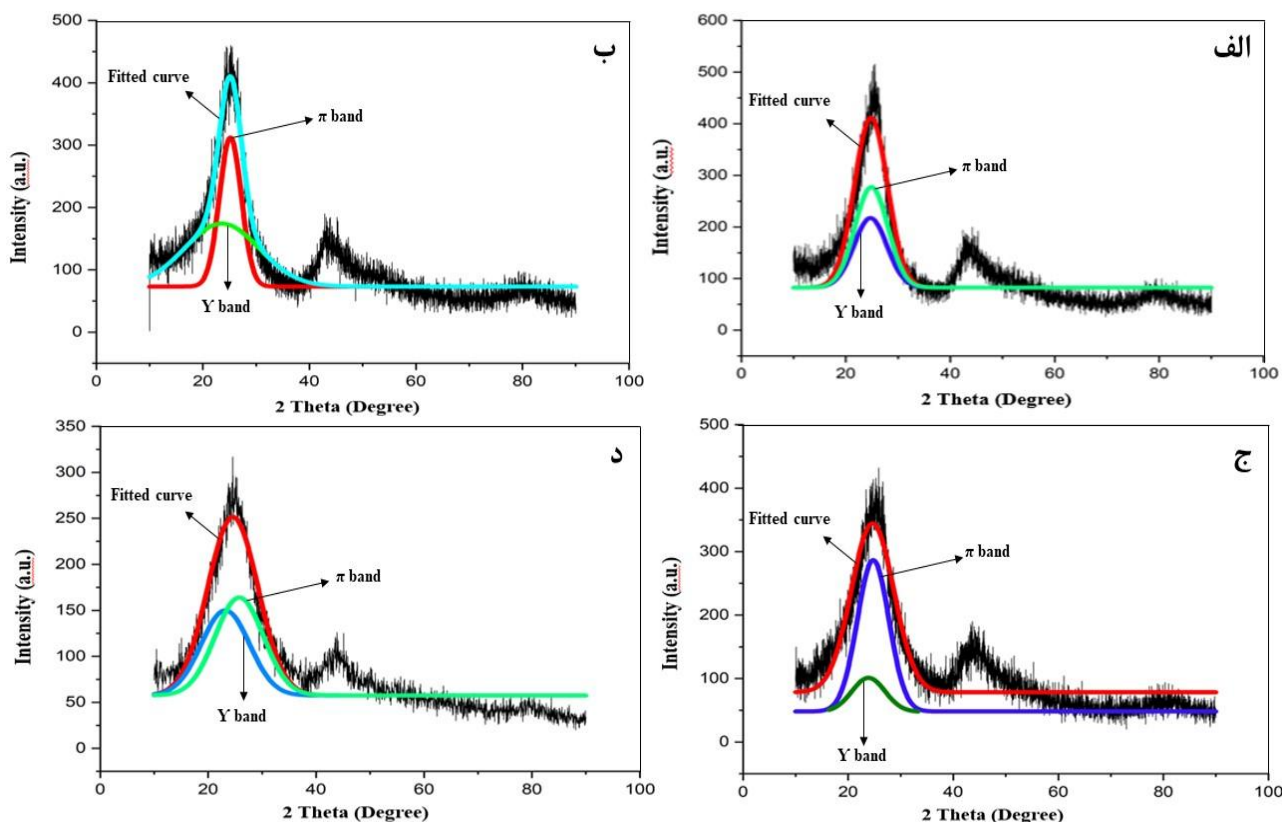 الف
600
500
400
300
200
100
0
Intensity (a.u.)
Fitted curve
π band
Y band
0 20 40 60 80 100
2 Theta (Degree)
ب
500
400
300
200
100
0
Intensity (a.u.)
Fitted curve
π band
Y band
0 20 40 60 80 100
2 Theta (Degree)
ج
500
400
300
200
100
0
Intensity (a.u.)
Fitted curve
π band
Y band
0 20 40 60 80 100
2 Theta (Degree)
د
350
300
250
200
150
100
50
0
Intensity (a.u.)
Fitted curve
π band
Y band
0 20 40 60 80 100
2 Theta (Degree)